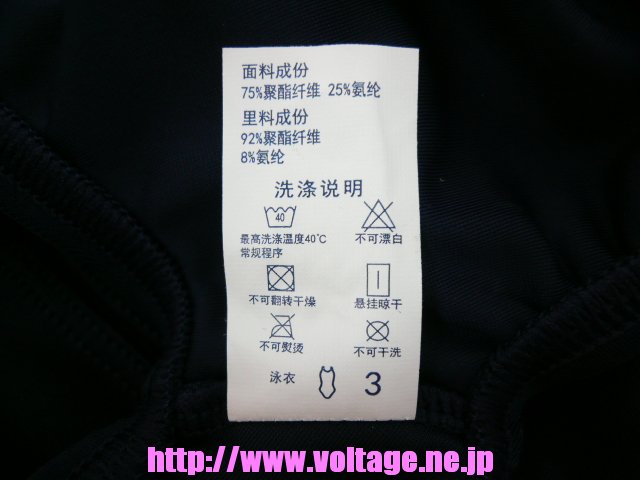 面料成份
75%聚酯纤维 25%氨纶
里料成份
92%聚酯纤维
8%氨纶
洗涤说明
40
最高洗涤温度40℃
常规程序
不可漂白
不可翻转干燥
悬挂晾干
不可熨烫
不可干洗
泳衣 3
http://www.voltage.ne.jp